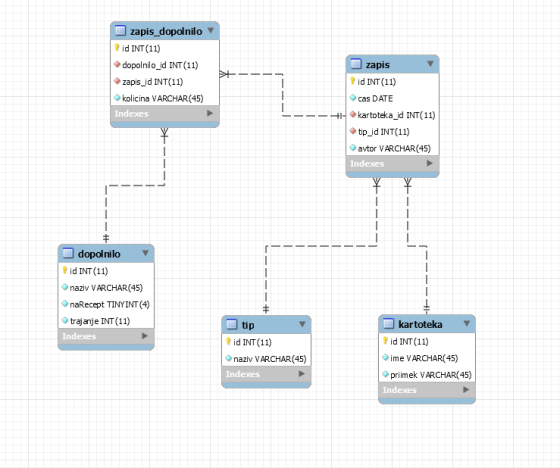 zapis_dopolnilo
id INT(11)
dopolnilo_id INT(11)
zapis_id INT(11)
kolicina VARCHAR(45)
Indexes
zapis
id INT(11)
cas DATE
kartoteka_id INT(11)
tip_id INT(11)
avtor VARCHAR(45)
Indexes
dopolnilo
id INT(11)
naziv VARCHAR(45)
naRecept TINYINT(4)
trajanje INT(11)
Indexes
tip
id INT(11)
naziv VARCHAR(45)
Indexes
kartoteka
id INT(11)
ime VARCHAR(45)
priimek VARCHAR(45)
Indexes